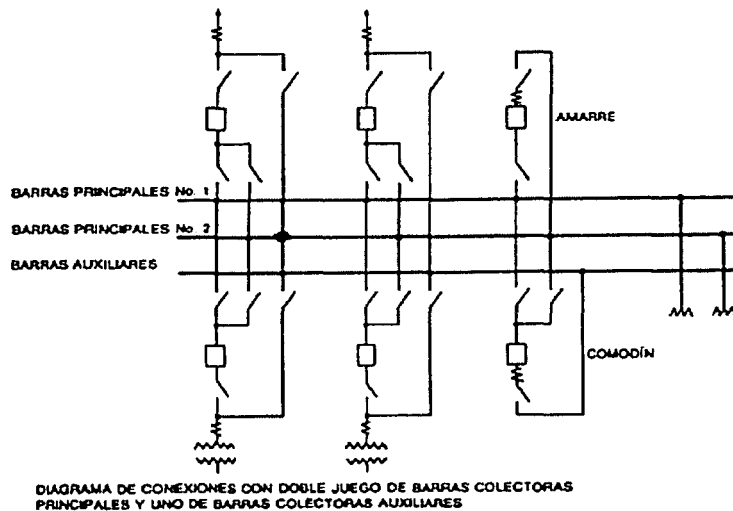 AMARRE
BARRAS PRINCIPALES No. 1
BARRAS PRINCIPALES No. 2
BARRAS AUXILIARES
COMODÍN
DIAGRAMA DE CONEXIONES CON DOBLE JUEGO DE BARRAS COLECTORAS
PRINCIPALES Y UNO DE BARRAS COLECTORAS AUXILIARES